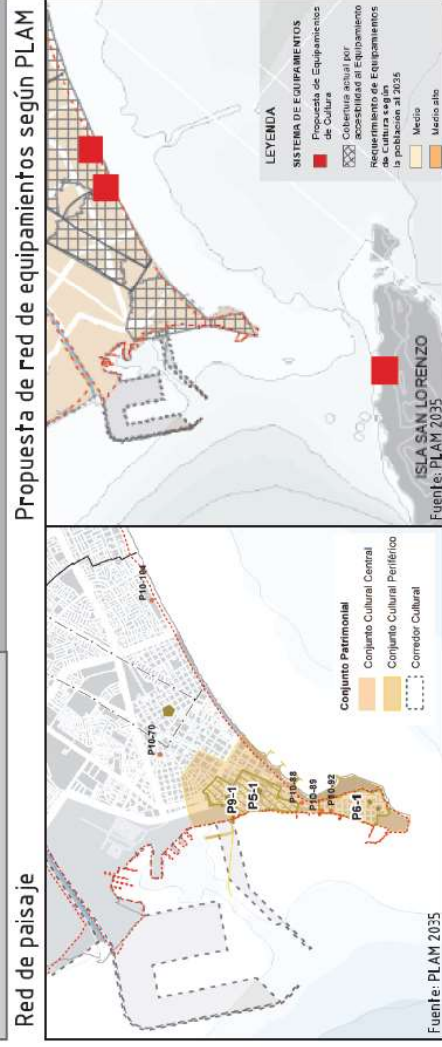 Red de paisaje
P10-104
P10-70
P9-1
P5-1
P10-88
P10-89
P10-92
P6-1
Conjunto Patrimonial
Conjunto Cultural Central
Conjunto Cultural Periférico
Corredor Cultural
Fuente: PLAM 2035
Propuesta de red de equipamientos según PLAM
LEYENDA
SISTEMA DE EQUIPAMIENTOS
Propuesta de Equipamientos
de Cultura
Cobertura actual por
accesibilidad al Equipamiento
Requerimiento de Equipamientos
de Cultura según
la población al 2035
Medio
Medio alto
ISLA SAN LORENZO
Fuente: PLAM 2035